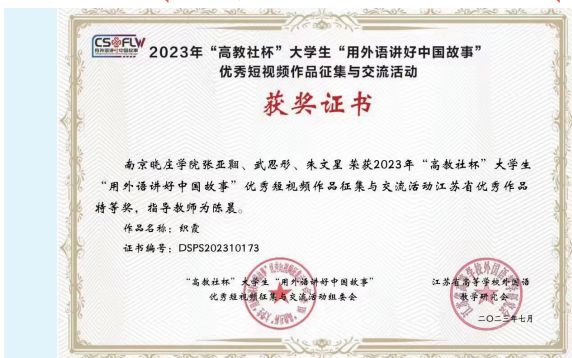 CSFLW
用外语讲好中国故事
2023年“高教社杯”大学生“用外语讲好中国故事”
优秀短视频作品征集与交流活动
获奖证书
南京晓庄学院张亚翾、武思彤、朱文星 荣获2023年“高教社杯”大学生
“用外语讲好中国故事”优秀短视频作品征集与交流活动江苏省优秀作品
特等奖，指导教师为陈晨。
作品名称：织霞
证书编号：DSPS202310173
“高教社杯”大学生“用外语讲好中国故事”
优秀短视频征集与交流活动组委会
江苏省高等学校外国语
教学研究会
二〇二三年七月